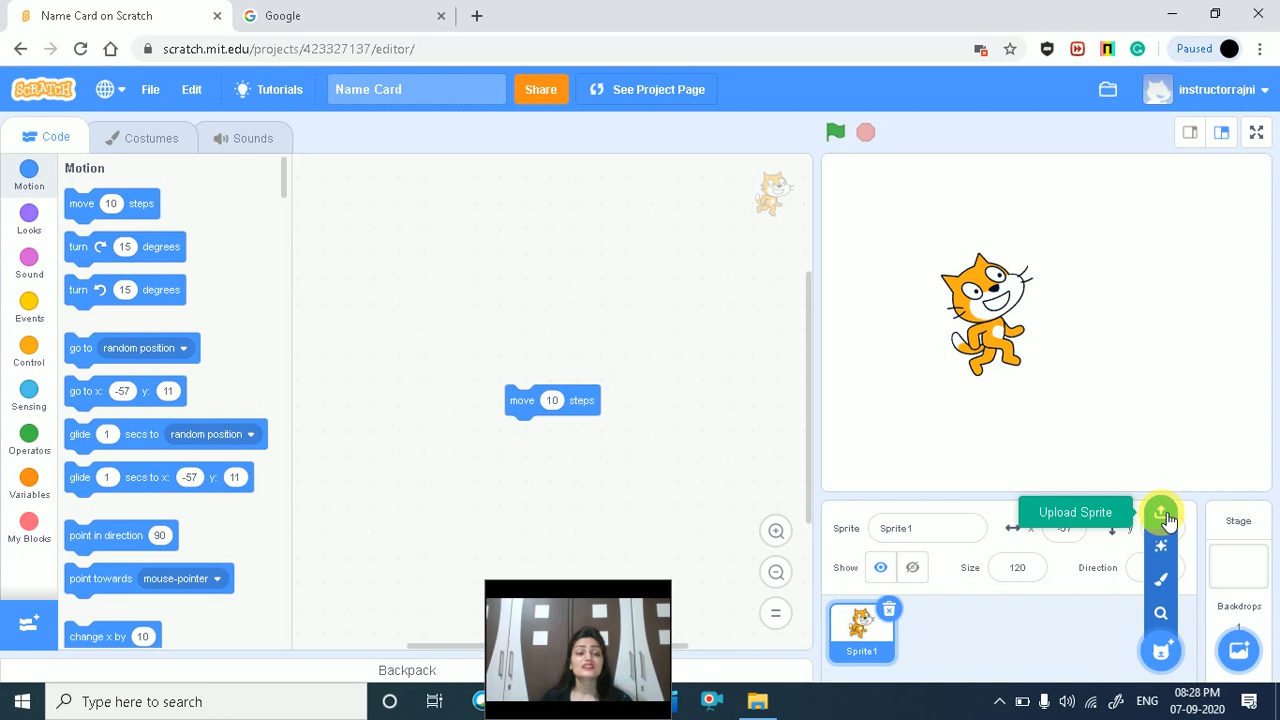 Name Card on Scratch
Google
scratch.mit.edu/projects/423327137/editor/
Paused
SCRATCH
File
Edit
Tutorials
Name Card
Share
See Project Page
instructorrajni
Code
Costumes
Sounds
Motion
Looks
Sound
Events
Control
Sensing
Operators
Variables
My Blocks
Motion
move 10 steps
turn 15 degrees
turn 15 degrees
go to random position
go to x: -57 y: 11
glide 1 secs to random position
glide 1 secs to x: -57 y: 11
point in direction 90
point towards mouse-pointer
change x by 10
move 10 steps
Backpack
Upload Sprite
Sprite Sprite1 x -57 y
Show Size 120 Direction
Sprite1
Stage
Backdrops
1
Type here to search
ENG
08:28 PM
07-09-2020